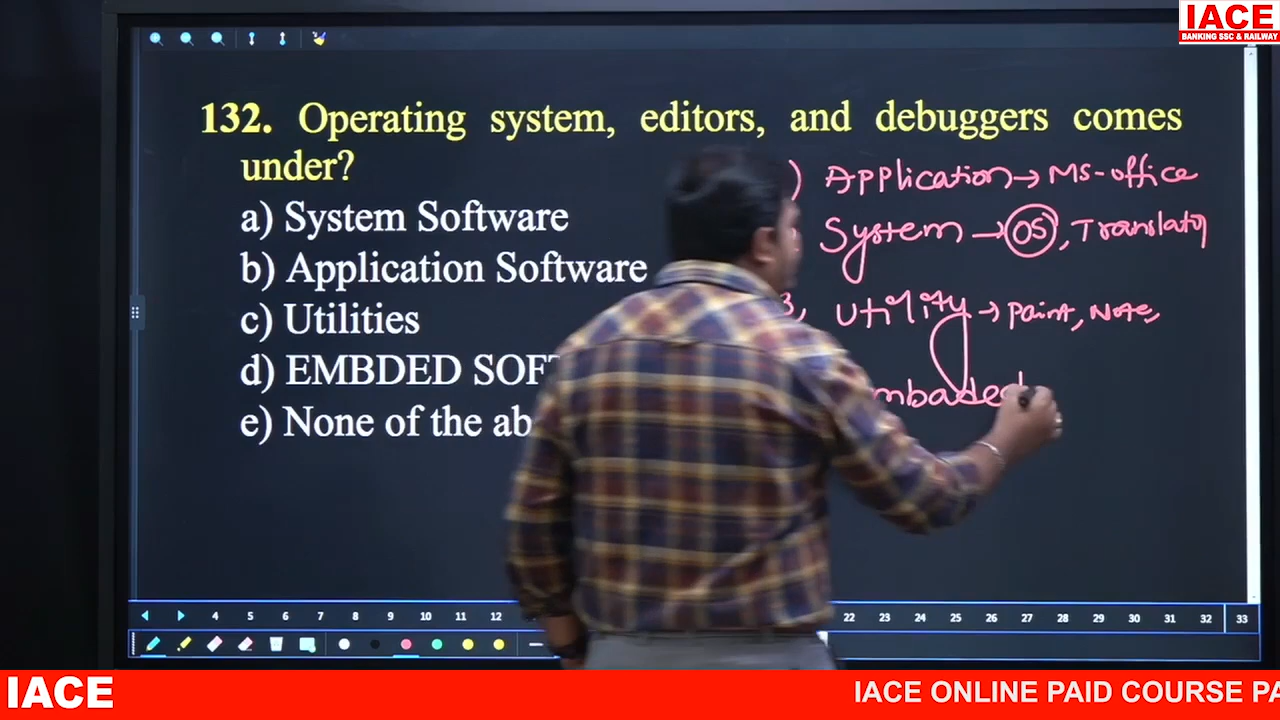 IACE
BANKING SSC & RAILWAY
132. Operating system, editors, and debuggers comes
under?
a) System Software
b) Application Software
c) Utilities
d) EMBDED SOFT
e) None of the ab
) Application → MS-office
System → OS, Translato
3, Utility → paint, Note,
mbaded
4 5 6 7 8 9 10 11 12 22 23 24 25 26 27 28 29 30 31 32 33
IACE
IACE ONLINE PAID COURSE PA